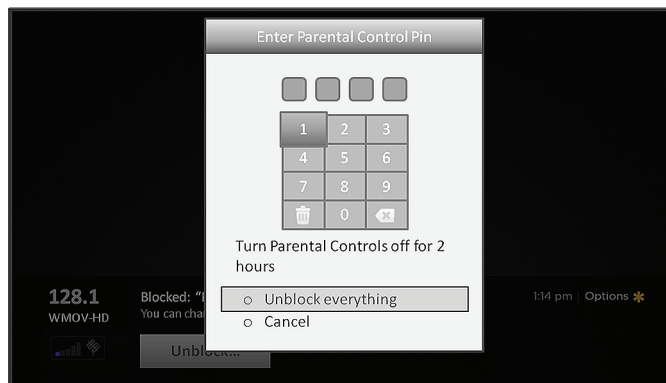 Enter Parental Control Pin
1 2 3
4 5 6
7 8 9
0
Turn Parental Controls off for 2
hours
Unblock everything
Cancel
128.1
WMOV-HD
Blocked:
You can
1:14 pm | Options
Unblock...